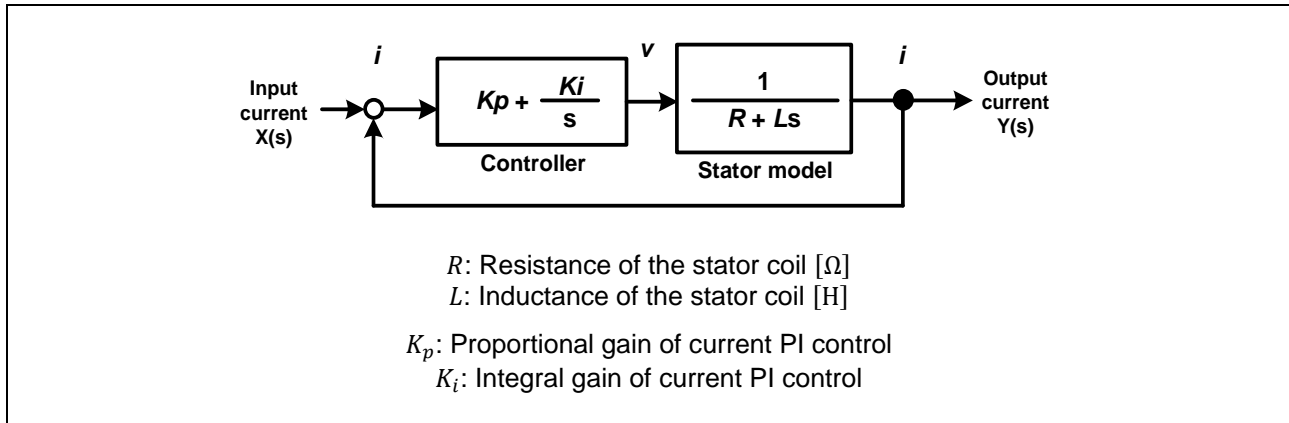 i
v
i
Input
current
X(s)
Kp + Ki / s
1 / R + Ls
Output
current
Y(s)
Controller
Stator model
R: Resistance of the stator coil [Ω]
L: Inductance of the stator coil [H]
Kp: Proportional gain of current PI control
Ki: Integral gain of current PI control